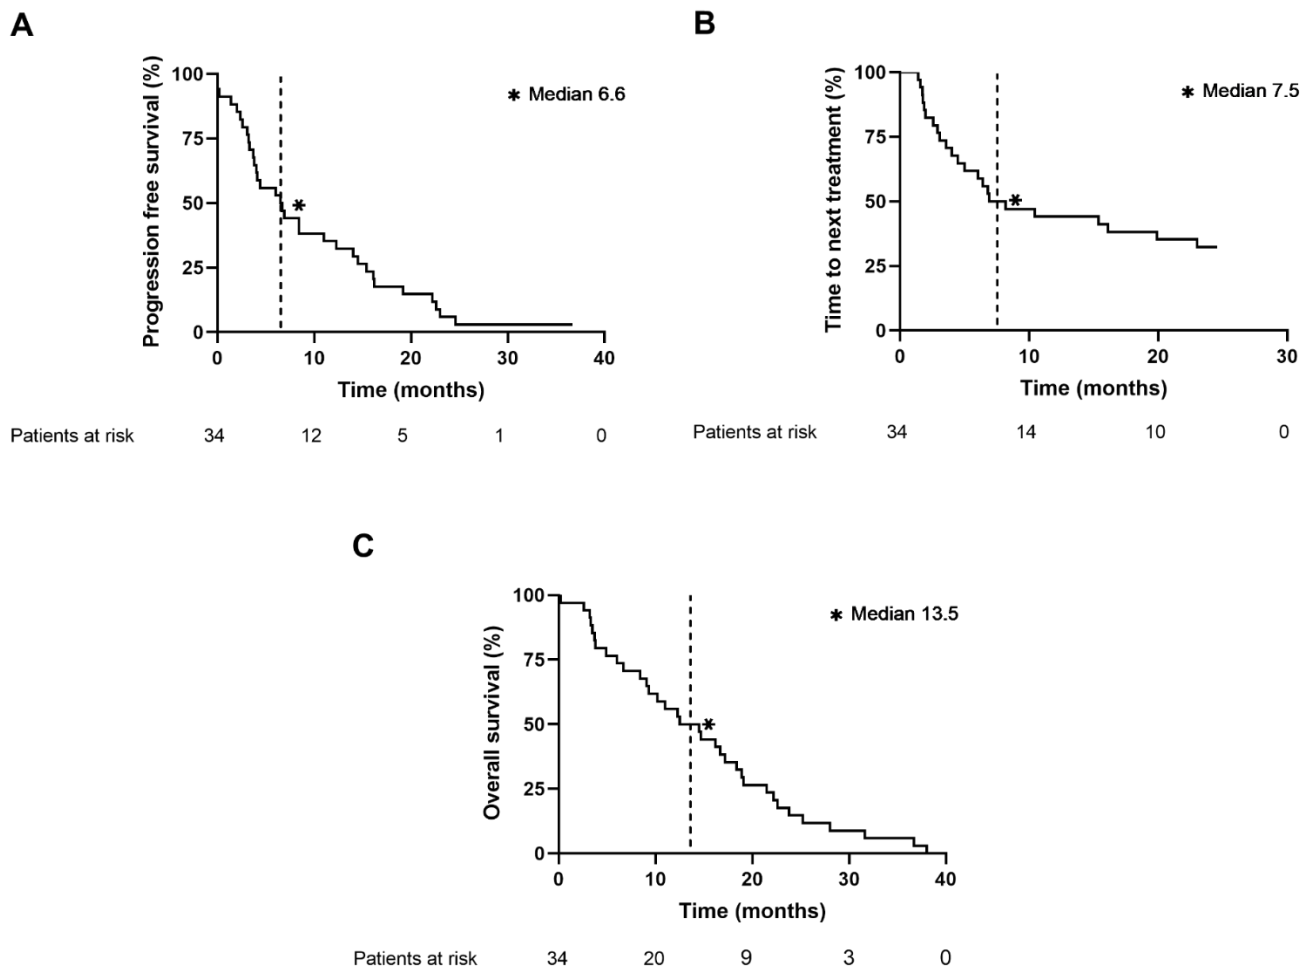 A
Progression free survival (%)
100
75
50
25
0
✱ Median 6.6
✱
0 10 20 30 40
Time (months)
Patients at risk 34 12 5 1 0
B
Time to next treatment (%)
100
75
50
25
0
✱ Median 7.5
✱
0 10 20 30
Time (months)
Patients at risk 34 14 10 0
C
Overall survival (%)
100
75
50
25
0
✱ Median 13.5
✱
0 10 20 30 40
Time (months)
Patients at risk 34 20 9 3 0